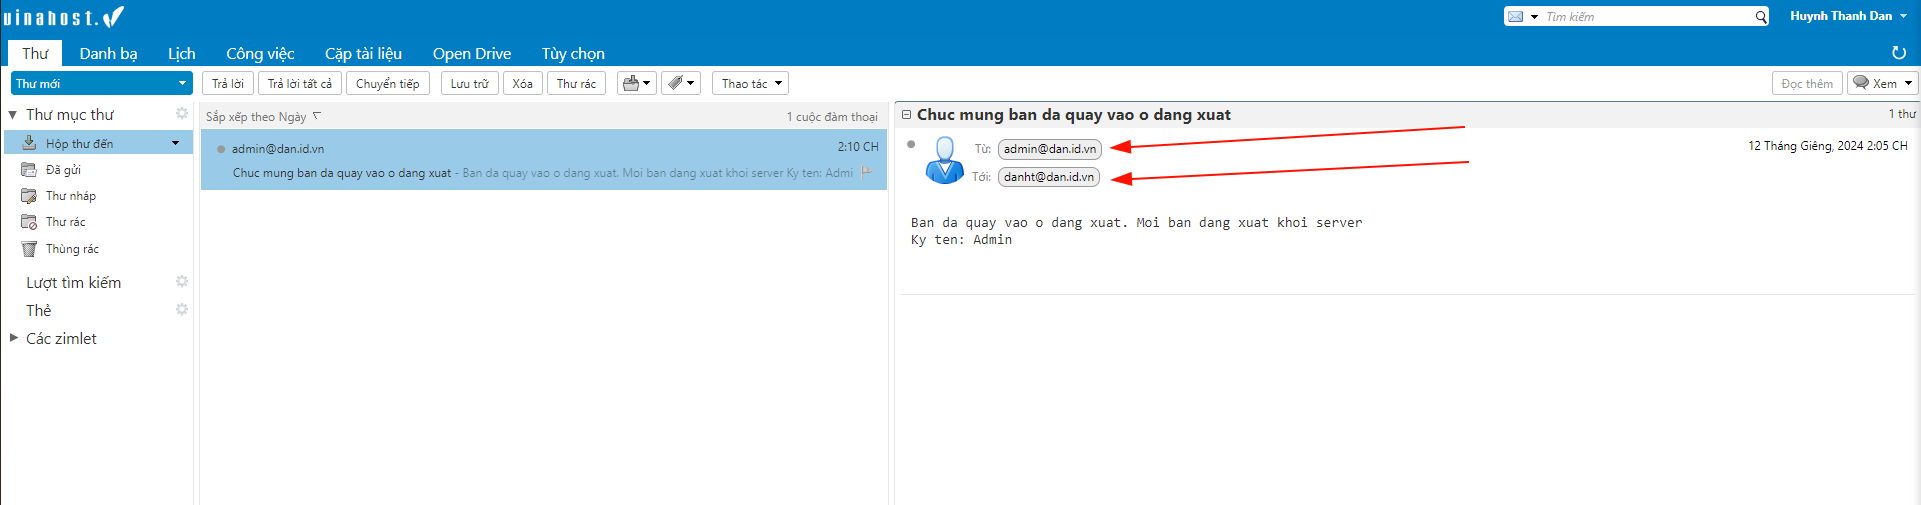 vinahost.
Tìm kiếm
Huynh Thanh Dan
Thư Danh bạ Lịch Công việc Cặp tài liệu Open Drive Tùy chọn
Thư mới Trả lời Trả lời tất cả Chuyển tiếp Lưu trữ Xóa Thư rác Thao tác Đọc thêm Xem
Thư mục thư
Hộp thư đến
Đã gửi
Thư nháp
Thư rác
Thùng rác
Lượt tìm kiếm
Thẻ
Các zimlet
Sắp xếp theo Ngày 1 cuộc đàm thoại
admin@dan.id.vn 2:10 CH
Chuc mung ban da quay vao o dang xuat - Ban da quay vao o dang xuat. Moi ban dang xuat khoi server Ky ten: Admi
Chuc mung ban da quay vao o dang xuat 1 thư
Từ: admin@dan.id.vn 12 Tháng Giêng, 2024 2:05 CH
Tới: danht@dan.id.vn
Ban da quay vao o dang xuat. Moi ban dang xuat khoi server
Ky ten: Admin